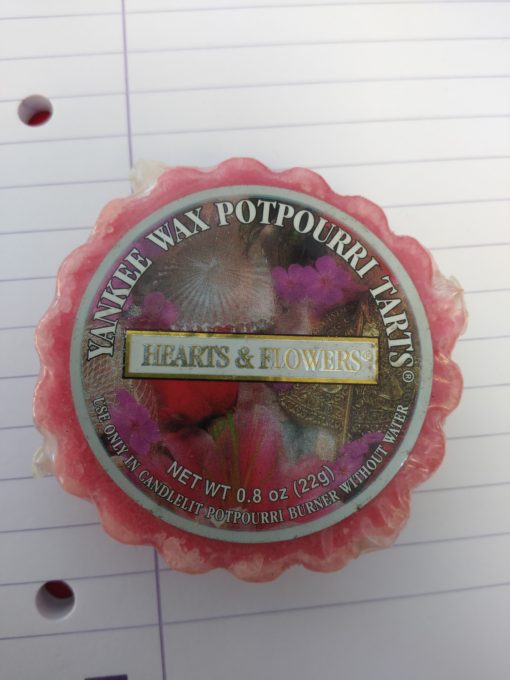 YANKEE WAX POTPOURRI TARTS®
HEARTS & FLOWERS®
NET WT 0.8 oz (22g)
USE ONLY IN CANDLELIT POTPOURRI BURNER WITHOUT WATER